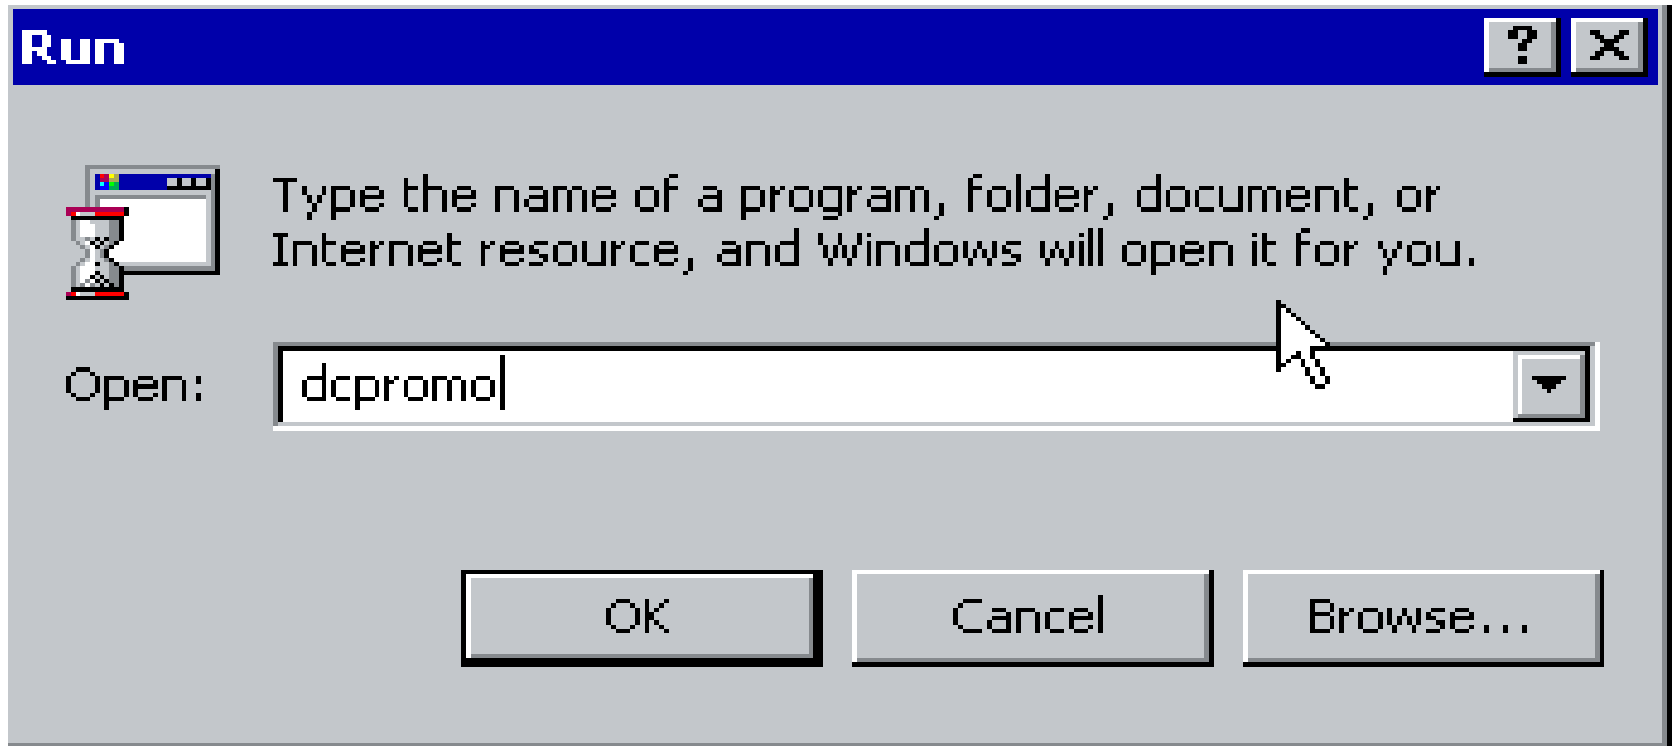 Run
Type the name of a program, folder, document, or
Internet resource, and Windows will open it for you.
Open: dcpromo
OK Cancel Browse...